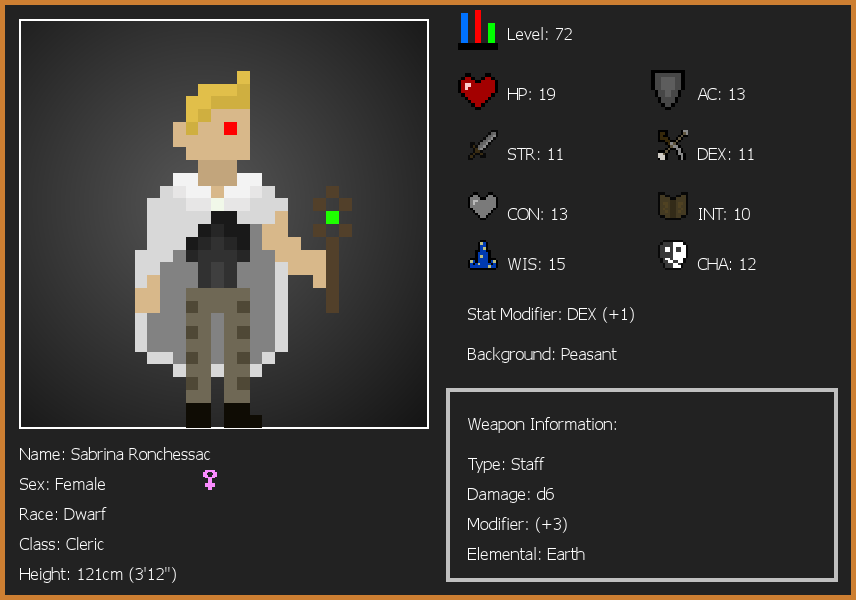 Level: 72
HP: 19
AC: 13
STR: 11
DEX: 11
CON: 13
INT: 10
WIS: 15
CHA: 12
Stat Modifier: DEX (+1)
Background: Peasant
Weapon Information:
Type: Staff
Damage: d6
Modifier: (+3)
Elemental: Earth
Name: Sabrina Ronchessac
Sex: Female
Race: Dwarf
Class: Cleric
Height: 121cm (3'12")